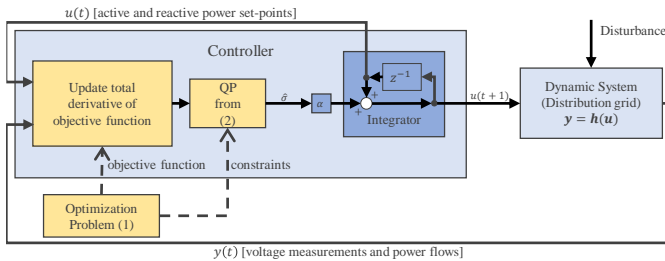 u(t) [active and reactive power set-points]
Disturbance
Controller
Update total
derivative of
objective function
QP
from
(2)
σ̂
α
z⁻¹
+
+
Integrator
u(t + 1)
Dynamic System
(Distribution grid)
y = h(u)
objective function
constraints
Optimization
Problem (1)
y(t) [voltage measurements and power flows]